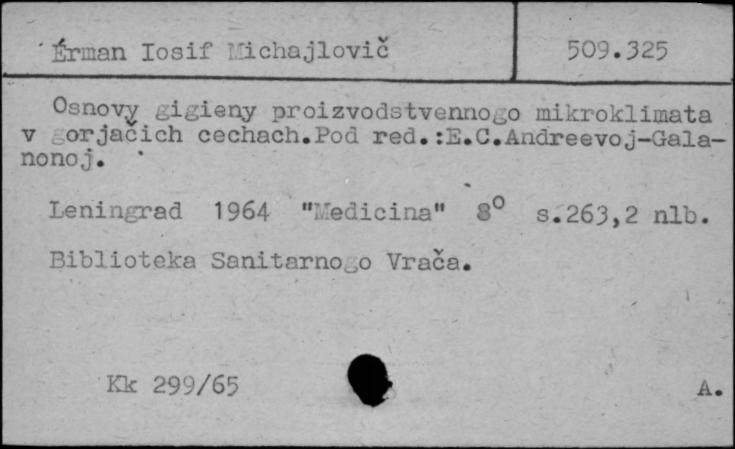 Érman Iosif Michajlovič 509.325
Osnovy gigieny proizvodstvennogo mikroklimata
v gorjačich cechach.Pod red.:E.C.Andreevoj-Gala-
nonoj.
Leningrad 1964 "Medicina" 8° s.263,2 nlb.
Biblioteka Sanitarnogo Vrača.
Kk 299/65 A.